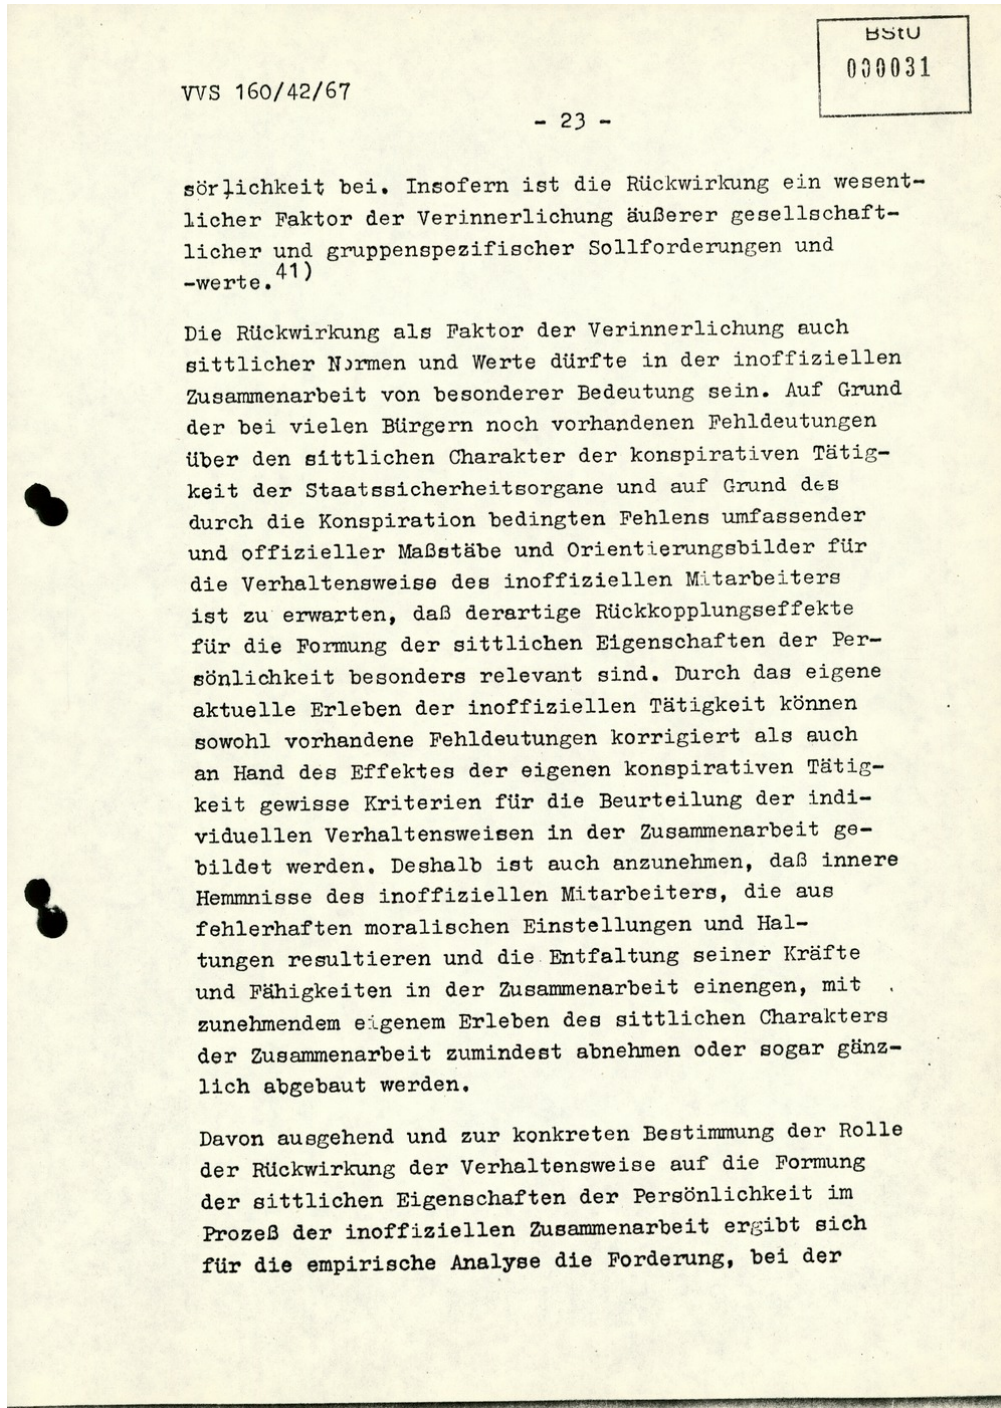 BStU
000031
VVS 160/42/67
- 23 -
sörlichkeit bei. Insofern ist die Rückwirkung ein wesent-
licher Faktor der Verinnerlichung äußerer gesellschaft-
licher und gruppenspezifischer Sollforderungen und
-werte.41)
Die Rückwirkung als Faktor der Verinnerlichung auch
sittlicher Normen und Werte dürfte in der inoffiziellen
Zusammenarbeit von besonderer Bedeutung sein. Auf Grund
der bei vielen Bürgern noch vorhandenen Fehldeutungen
über den sittlichen Charakter der konspirativen Tätig-
keit der Staatssicherheitsorgane und auf Grund des
durch die Konspiration bedingten Fehlens umfassender
und offizieller Maßstäbe und Orientierungsbilder für
die Verhaltensweise des inoffiziellen Mitarbeiters
ist zu erwarten, daß derartige Rückkopplungseffekte
für die Formung der sittlichen Eigenschaften der Per-
sönlichkeit besonders relevant sind. Durch das eigene
aktuelle Erleben der inoffiziellen Tätigkeit können
sowohl vorhandene Fehldeutungen korrigiert als auch
an Hand des Effektes der eigenen konspirativen Tätig-
keit gewisse Kriterien für die Beurteilung der indi-
viduellen Verhaltensweisen in der Zusammenarbeit ge-
bildet werden. Deshalb ist auch anzunehmen, daß innere
Hemmnisse des inoffiziellen Mitarbeiters, die aus
fehlerhaften moralischen Einstellungen und Hal-
tungen resultieren und die Entfaltung seiner Kräfte
und Fähigkeiten in der Zusammenarbeit einengen, mit
zunehmendem eigenem Erleben des sittlichen Charakters
der Zusammenarbeit zumindest abnehmen oder sogar gänz-
lich abgebaut werden.
Davon ausgehend und zur konkreten Bestimmung der Rolle
der Rückwirkung der Verhaltensweise auf die Formung
der sittlichen Eigenschaften der Persönlichkeit im
Prozeß der inoffiziellen Zusammenarbeit ergibt sich
für die empirische Analyse die Forderung, bei der